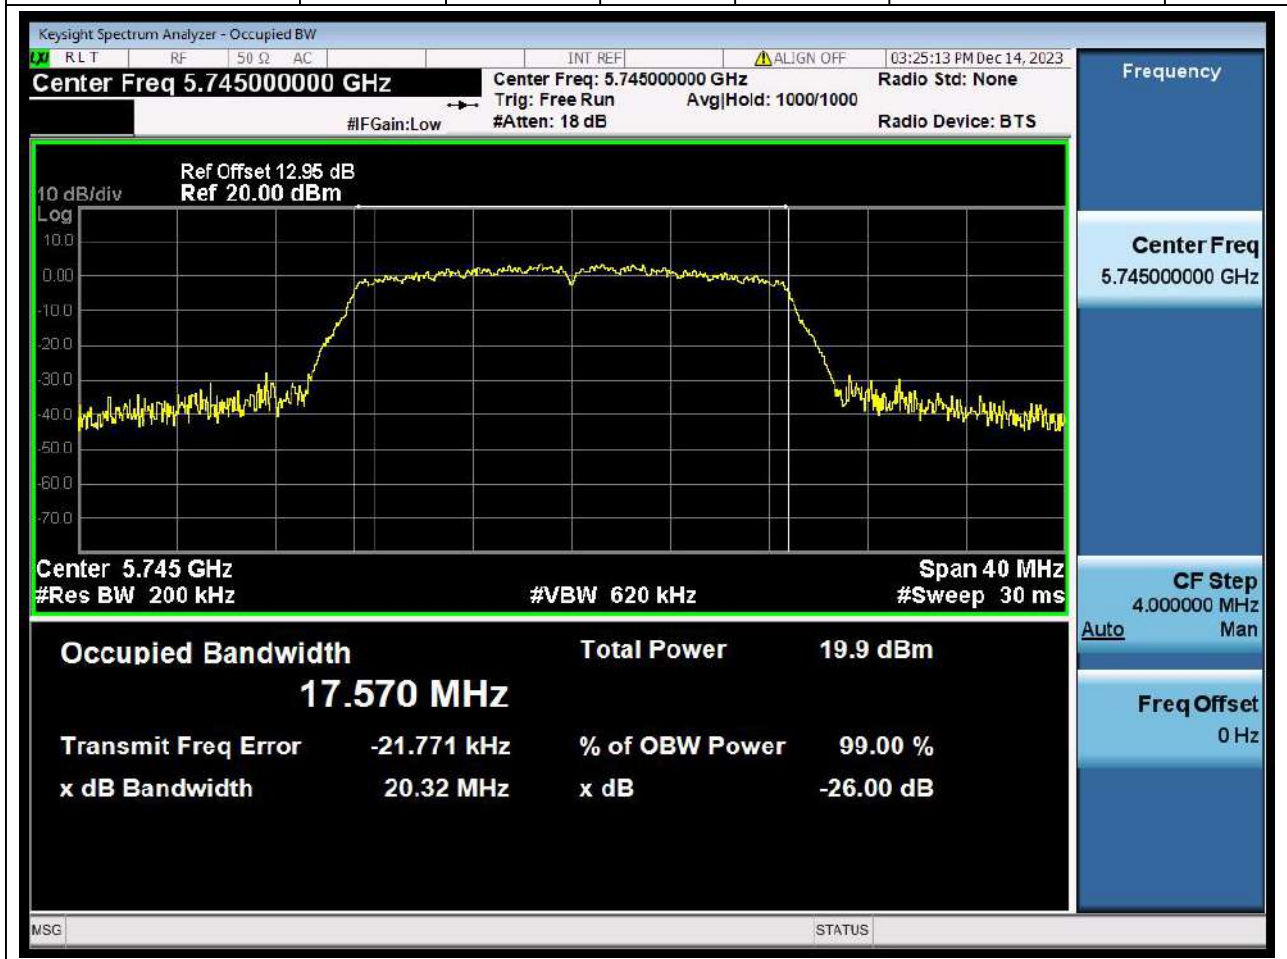 Keysight Spectrum Analyzer - Occupied BW
LXI RLT RF 50 Ω AC INT REF ALIGN OFF 03:25:13 PM Dec 14, 2023
Center Freq 5.745000000 GHz
Center Freq: 5.745000000 GHz
Radio Std: None
Trig: Free Run Avg|Hold: 1000/1000
#IFGain:Low #Atten: 18 dB Radio Device: BTS
Ref Offset 12.95 dB
10 dB/div Ref 20.00 dBm
Log
10.0
0.00
-10.0
-20.0
-30.0
-40.0
-50.0
-60.0
-70.0
Center 5.745 GHz Span 40 MHz
#Res BW 200 kHz #VBW 620 kHz #Sweep 30 ms
Occupied Bandwidth Total Power 19.9 dBm
17.570 MHz
Transmit Freq Error -21.771 kHz % of OBW Power 99.00 %
x dB Bandwidth 20.32 MHz x dB -26.00 dB
MSG STATUS
Frequency
Center Freq
5.745000000 GHz
CF Step
4.000000 MHz
Auto Man
Freq Offset
0 Hz